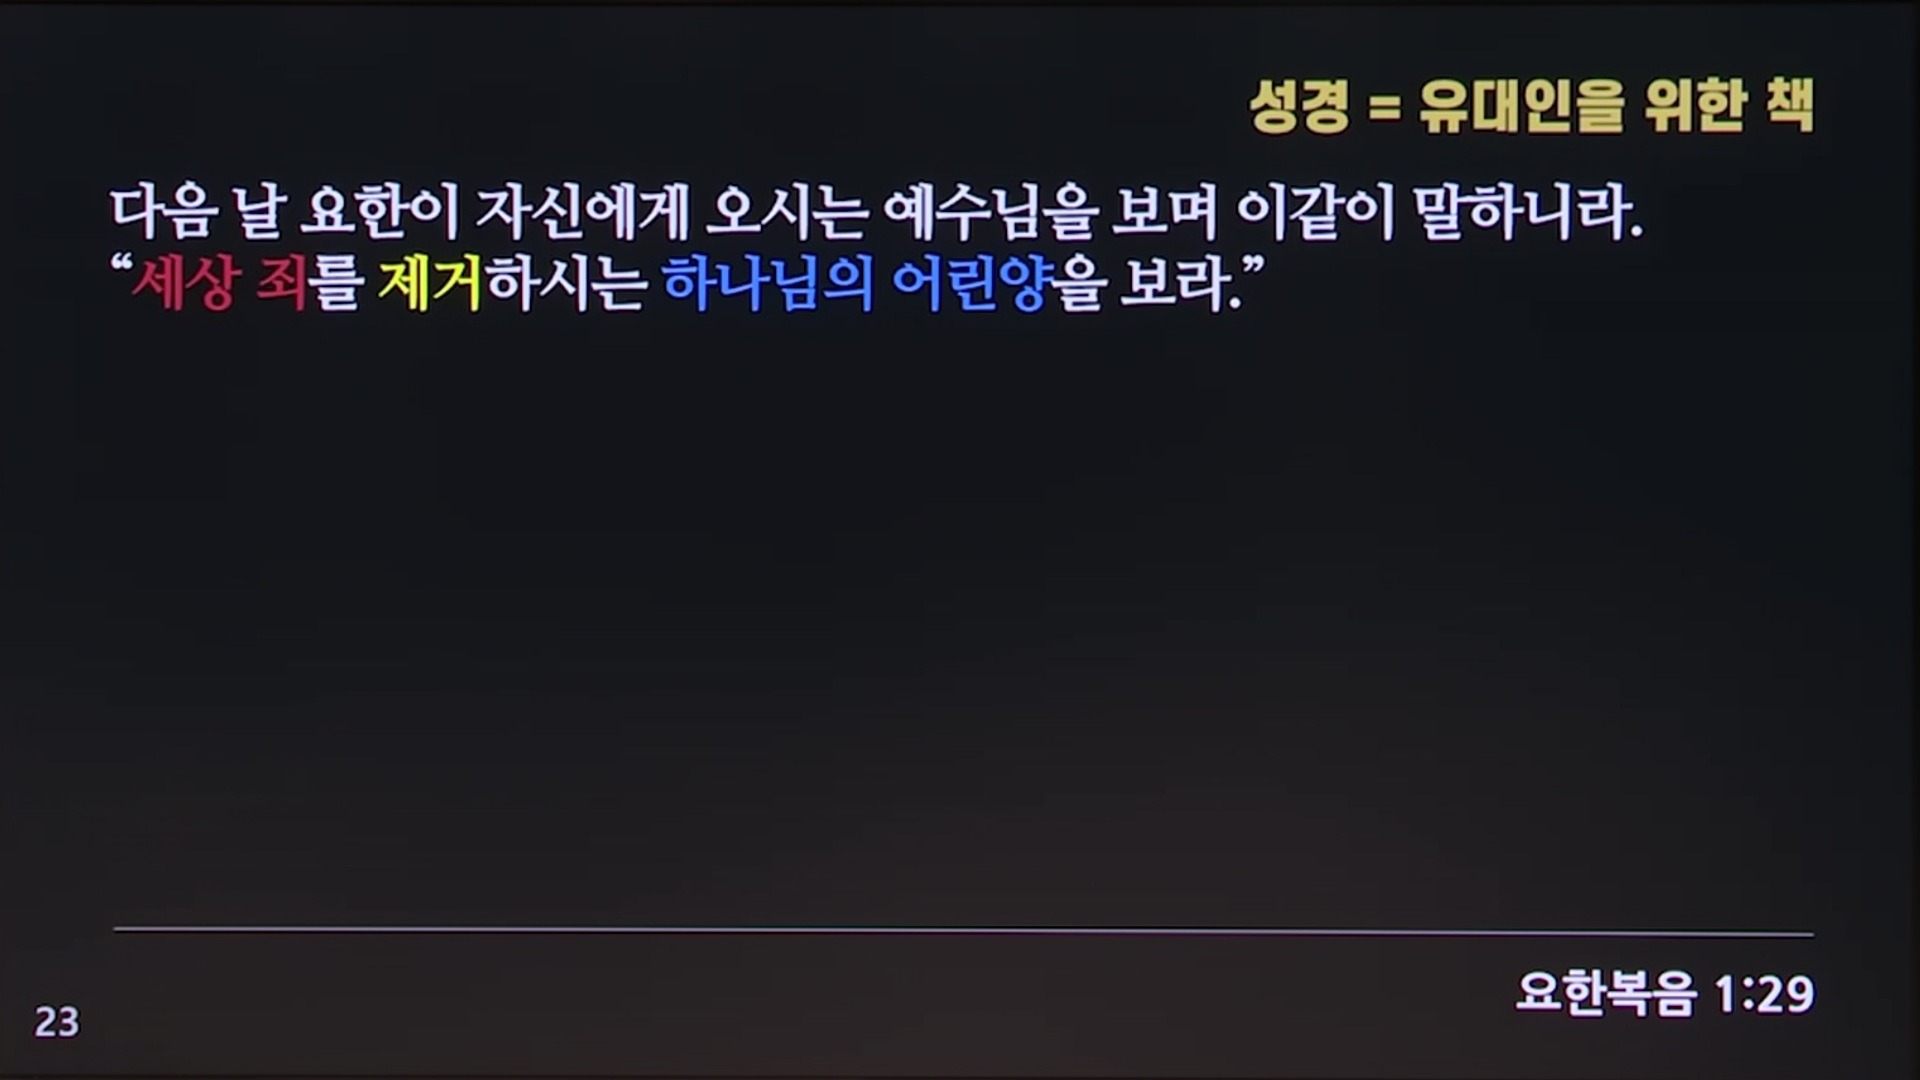 성경 = 유대인을 위한 책
다음 날 요한이 자신에게 오시는 예수님을 보며 이같이 말하니라.
“세상 죄를 제거하시는 하나님의 어린양을 보라.”
요한복음 1:29
23